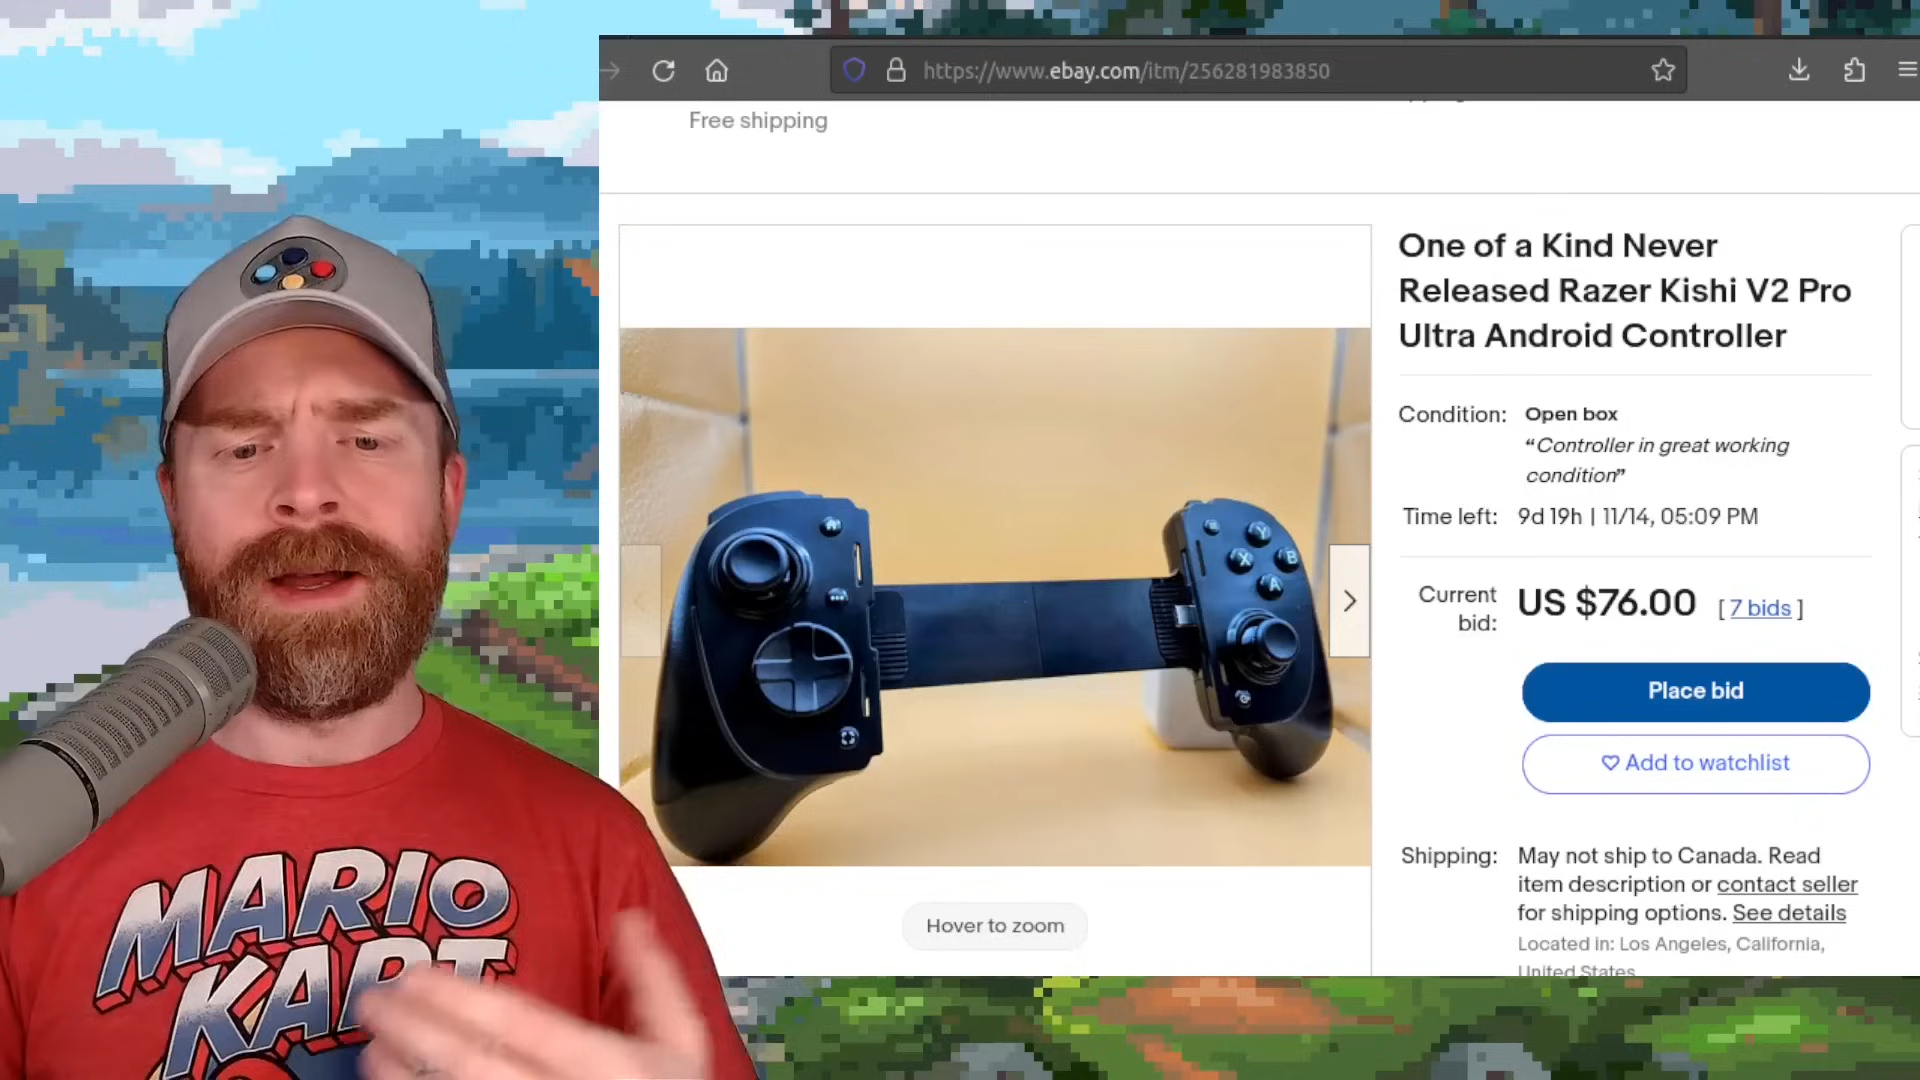 https://www.ebay.com/itm/256281983850
Free shipping
One of a Kind Never
Released Razer Kishi V2 Pro
Ultra Android Controller
Condition: Open box
“Controller in great working
condition”
Time left: 9d 19h | 11/14, 05:09 PM
Current
bid: US $76.00 [ 7 bids ]
Place bid
Add to watchlist
Shipping: May not ship to Canada. Read
item description or contact seller
for shipping options. See details
Located in: Los Angeles, California,
United States
Hover to zoom
Y
X
B
A
MARIO
KART